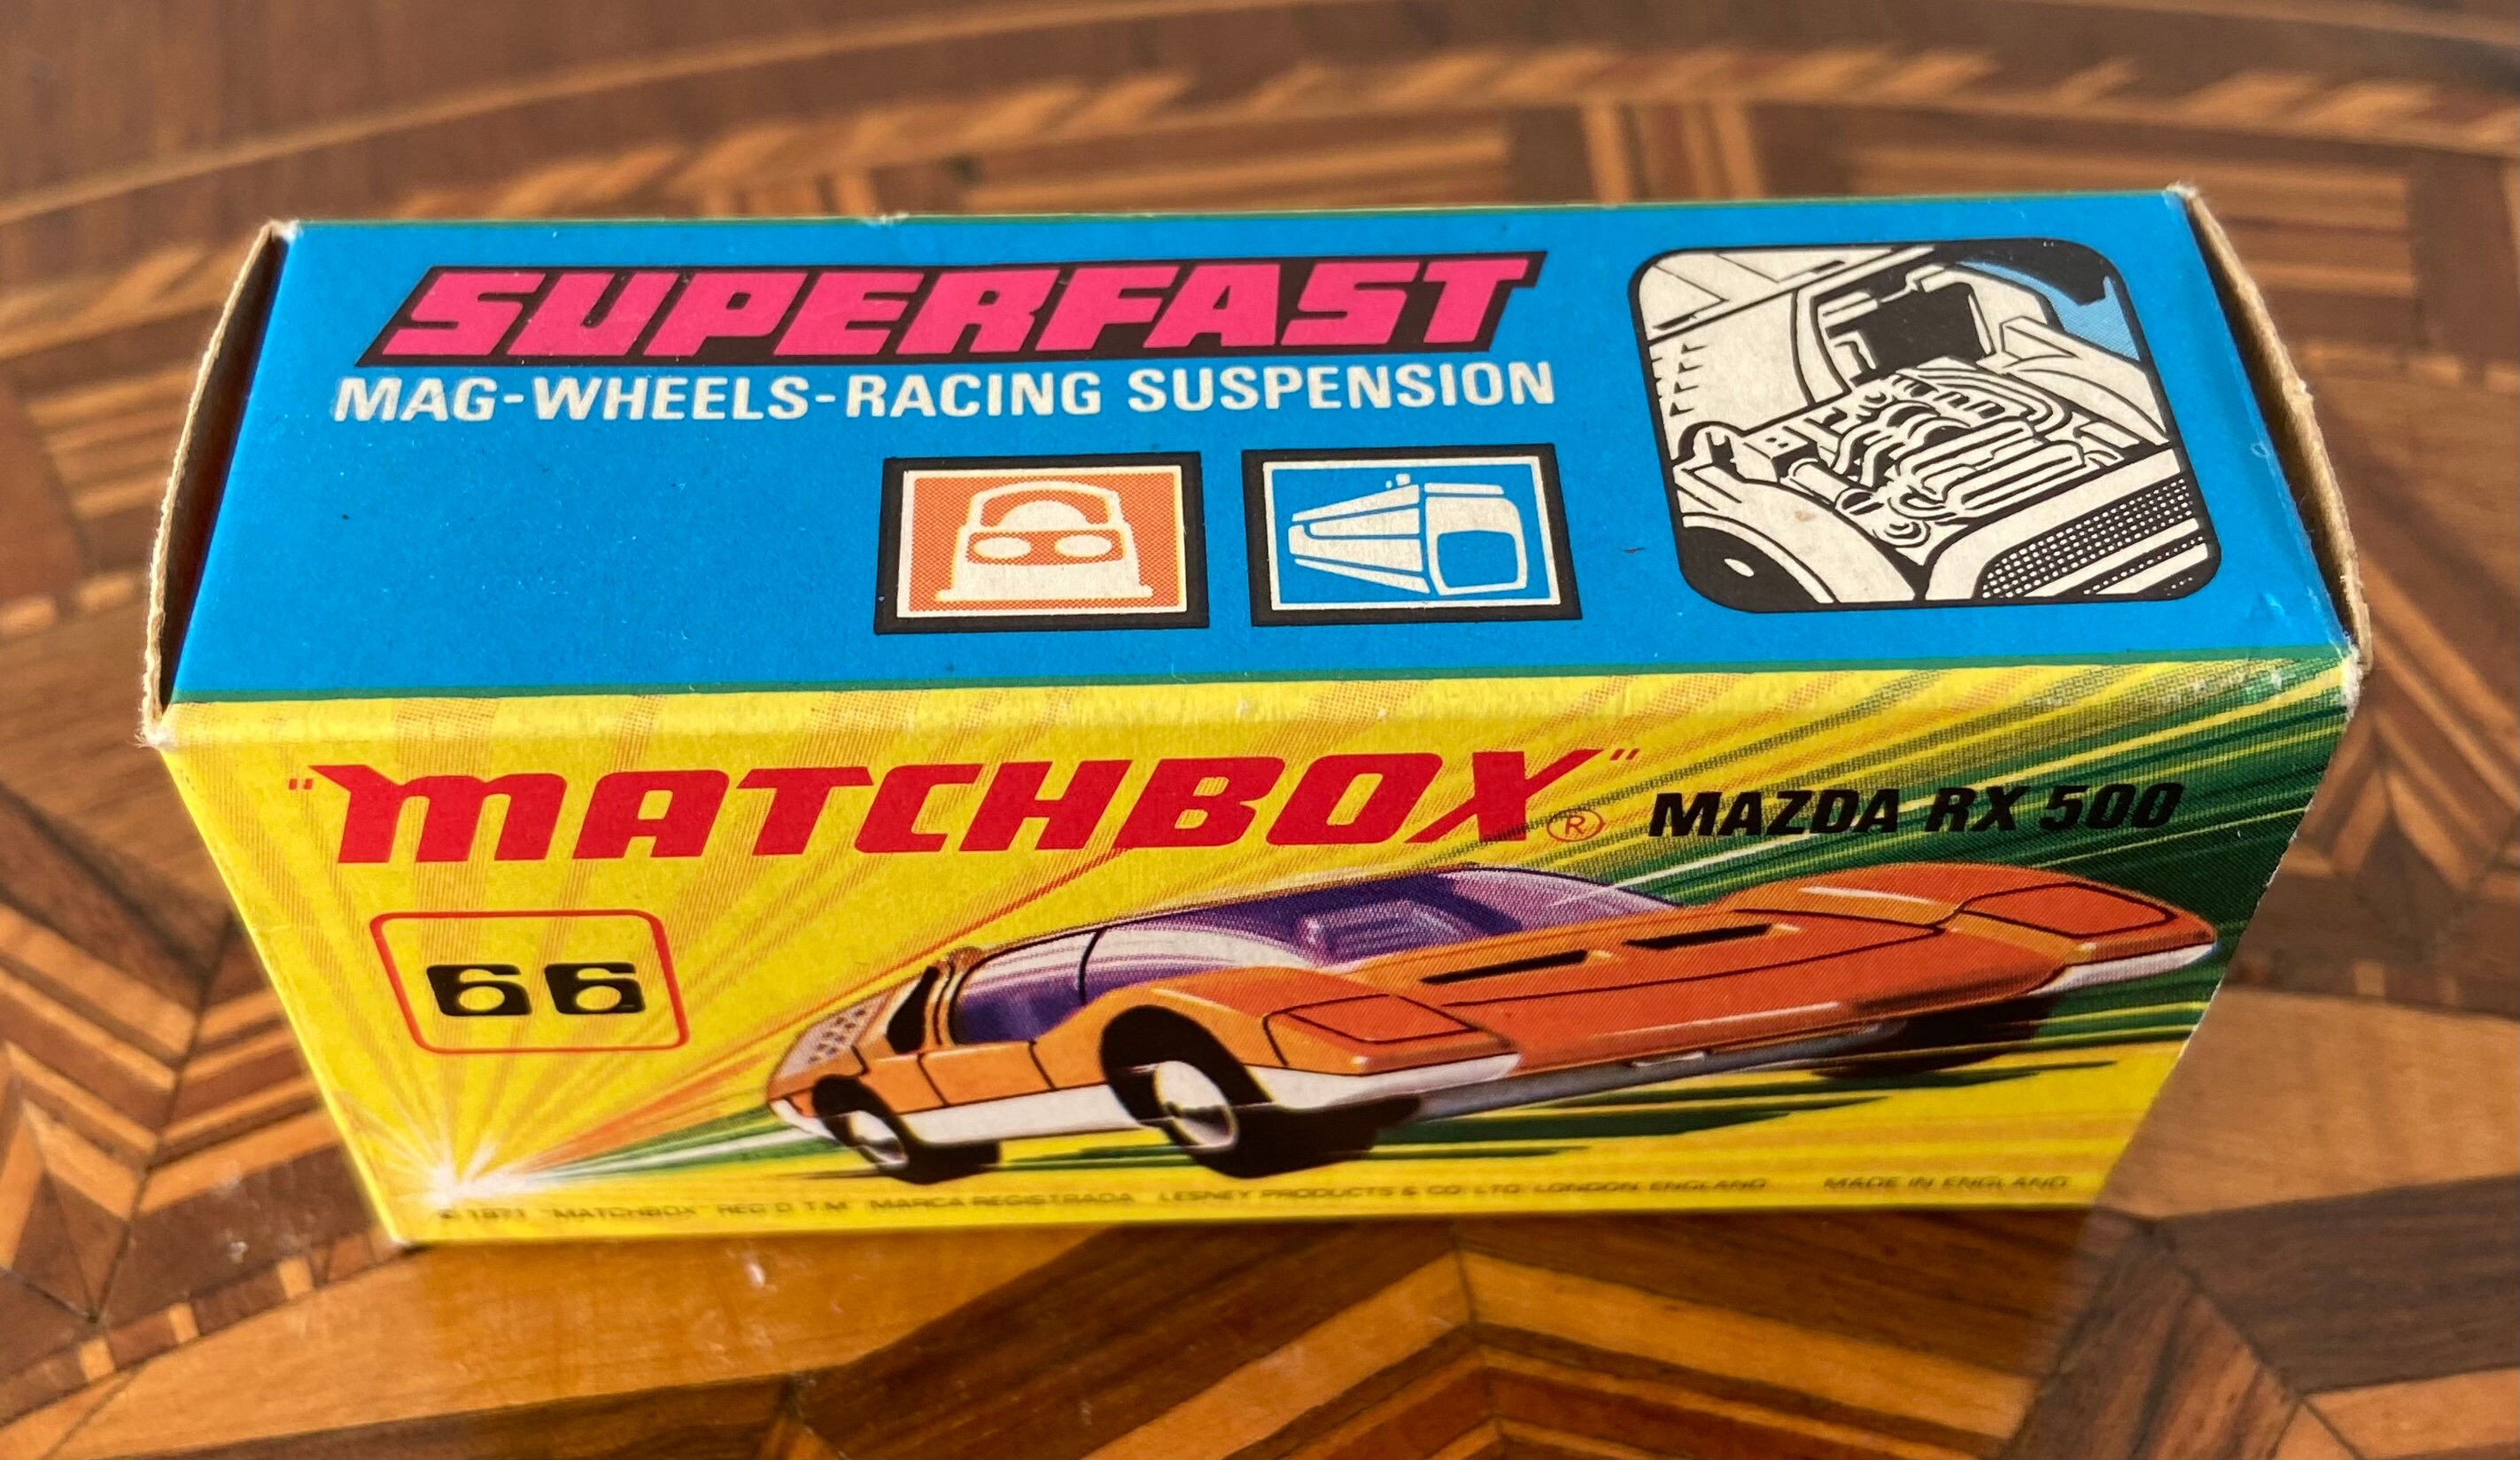 SUPERFAST
MAG-WHEELS-RACING SUSPENSION
"MATCHBOX"® MAZDA RX 500
66
© 1971 "MATCHBOX" REG'D T.M. MARCA REGISTRADA LESNEY PRODUCTS & CO. LTD. LONDON, ENGLAND MADE IN ENGLAND